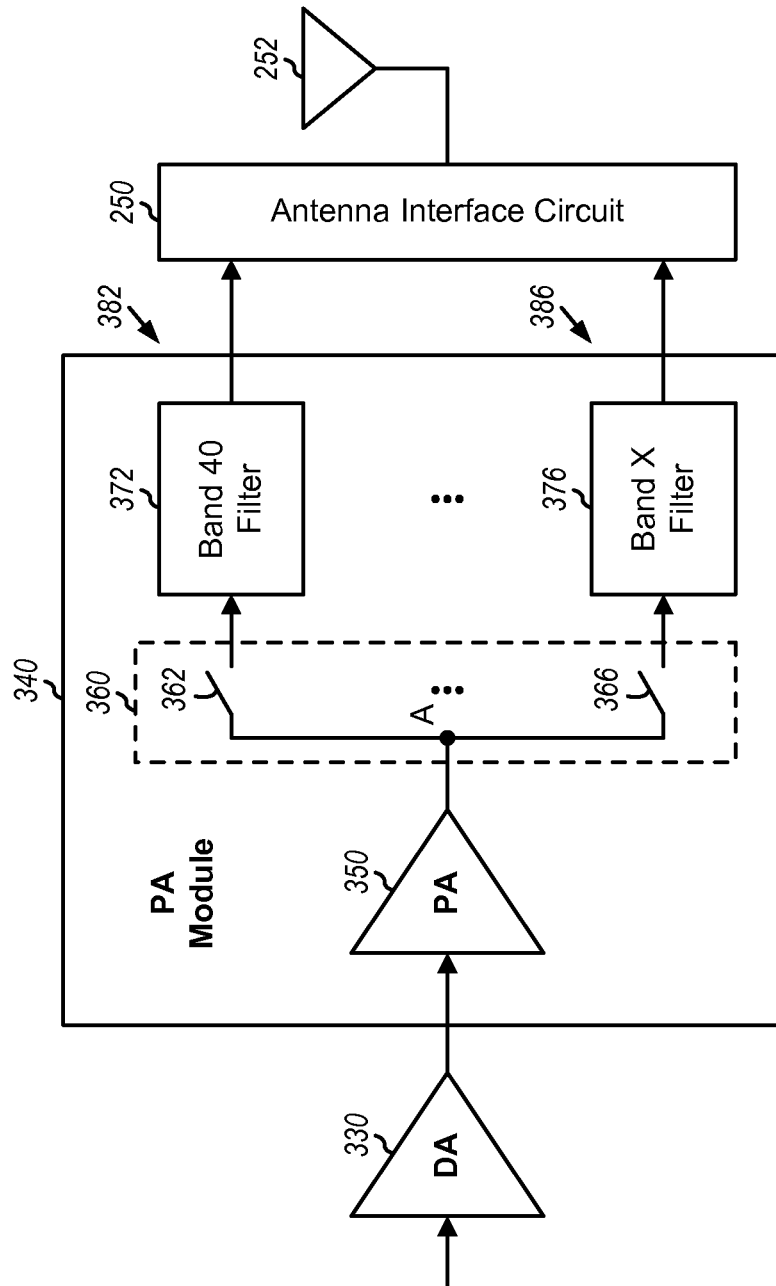 340
PA
Module
360
362
366
A
•••
350
PA
330
DA
372
Band 40
Filter
•••
376
Band X
Filter
382
386
250
Antenna Interface Circuit
252